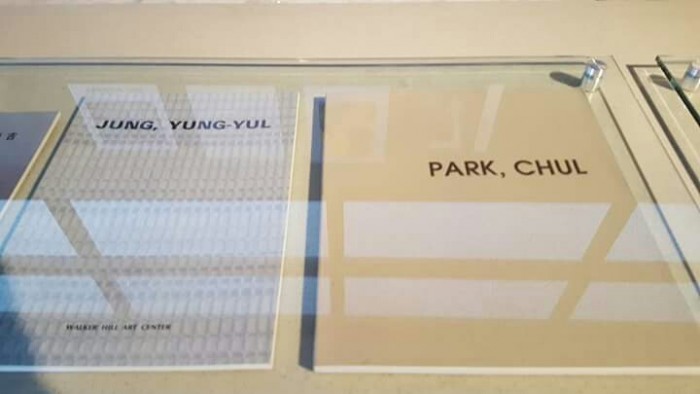 JUNG, YUNG-YUL
WALKER HILL ART CENTER
PARK, CHUL